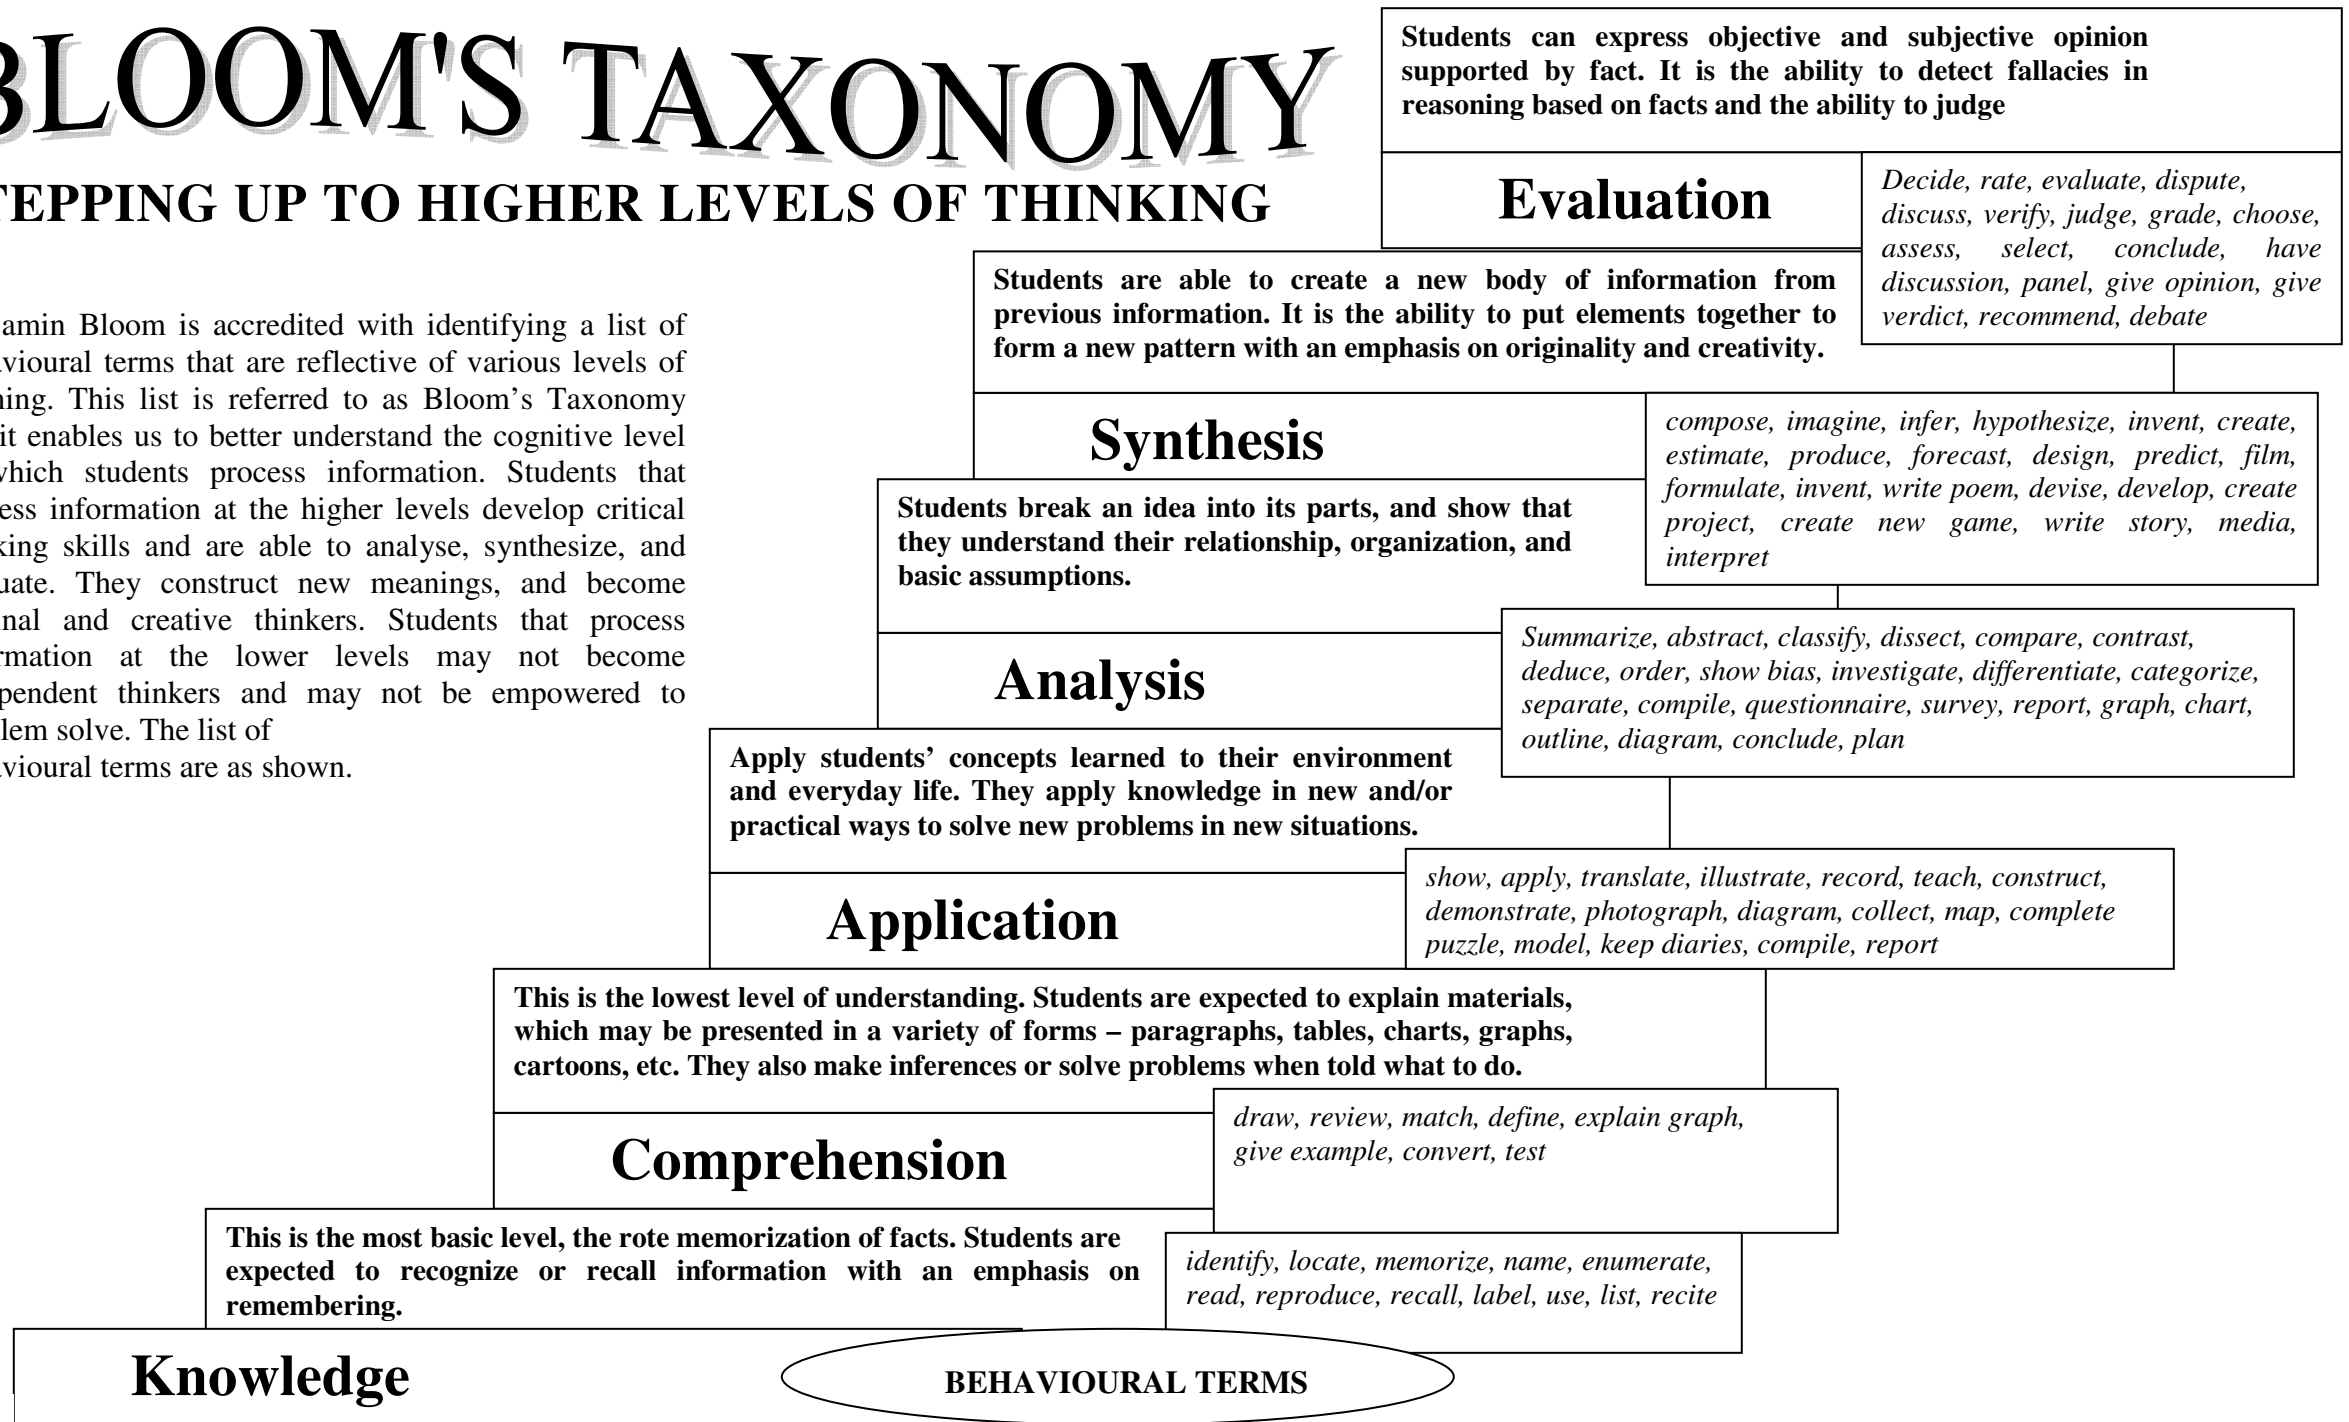 BLOOM'S TAXONOMY
TEPPING UP TO HIGHER LEVELS OF THINKING
amin Bloom is accredited with identifying a list of
vioural terms that are reflective of various levels of
ning. This list is referred to as Bloom’s Taxonomy
it enables us to better understand the cognitive level
which students process information. Students that
ess information at the higher levels develop critical
king skills and are able to analyse, synthesize, and
uate. They construct new meanings, and become
nal and creative thinkers. Students that process
rmation at the lower levels may not become
pendent thinkers and may not be empowered to
lem solve. The list of
vioural terms are as shown.
Students can express objective and subjective opinion
supported by fact. It is the ability to detect fallacies in
reasoning based on facts and the ability to judge
Evaluation
Decide, rate, evaluate, dispute,
discuss, verify, judge, grade, choose,
assess, select, conclude, have
discussion, panel, give opinion, give
verdict, recommend, debate
Students are able to create a new body of information from
previous information. It is the ability to put elements together to
form a new pattern with an emphasis on originality and creativity.
Synthesis
compose, imagine, infer, hypothesize, invent, create,
estimate, produce, forecast, design, predict, film,
formulate, invent, write poem, devise, develop, create
project, create new game, write story, media,
interpret
Students break an idea into its parts, and show that
they understand their relationship, organization, and
basic assumptions.
Analysis
Summarize, abstract, classify, dissect, compare, contrast,
deduce, order, show bias, investigate, differentiate, categorize,
separate, compile, questionnaire, survey, report, graph, chart,
outline, diagram, conclude, plan
Apply students’ concepts learned to their environment
and everyday life. They apply knowledge in new and/or
practical ways to solve new problems in new situations.
Application
show, apply, translate, illustrate, record, teach, construct,
demonstrate, photograph, diagram, collect, map, complete
puzzle, model, keep diaries, compile, report
This is the lowest level of understanding. Students are expected to explain materials,
which may be presented in a variety of forms – paragraphs, tables, charts, graphs,
cartoons, etc. They also make inferences or solve problems when told what to do.
Comprehension
draw, review, match, define, explain graph,
give example, convert, test
This is the most basic level, the rote memorization of facts. Students are
expected to recognize or recall information with an emphasis on
remembering.
Knowledge
identify, locate, memorize, name, enumerate,
read, reproduce, recall, label, use, list, recite
BEHAVIOURAL TERMS